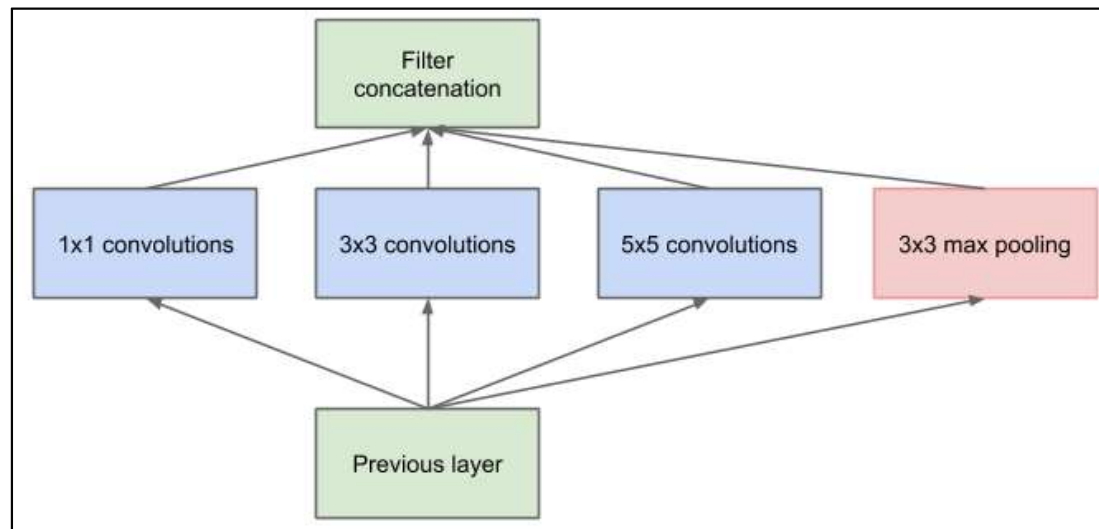 Filter
concatenation
1x1 convolutions
3x3 convolutions
5x5 convolutions
3x3 max pooling
Previous layer